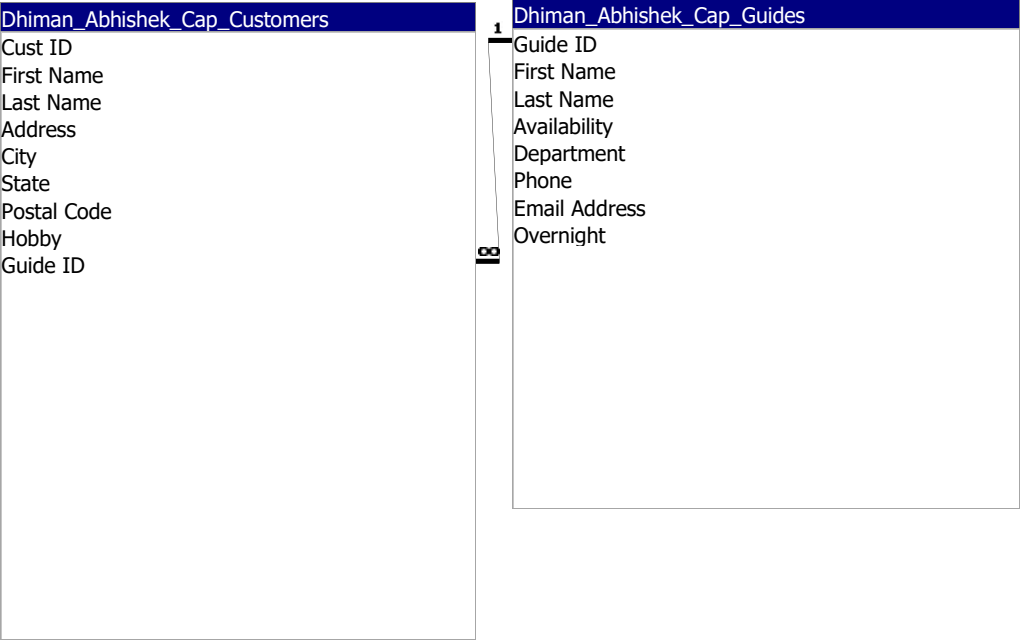 Dhiman_Abhishek_Cap_Customers
Cust ID
First Name
Last Name
Address
City
State
Postal Code
Hobby
Guide ID
1
∞
Dhiman_Abhishek_Cap_Guides
Guide ID
First Name
Last Name
Availability
Department
Phone
Email Address
Overnight